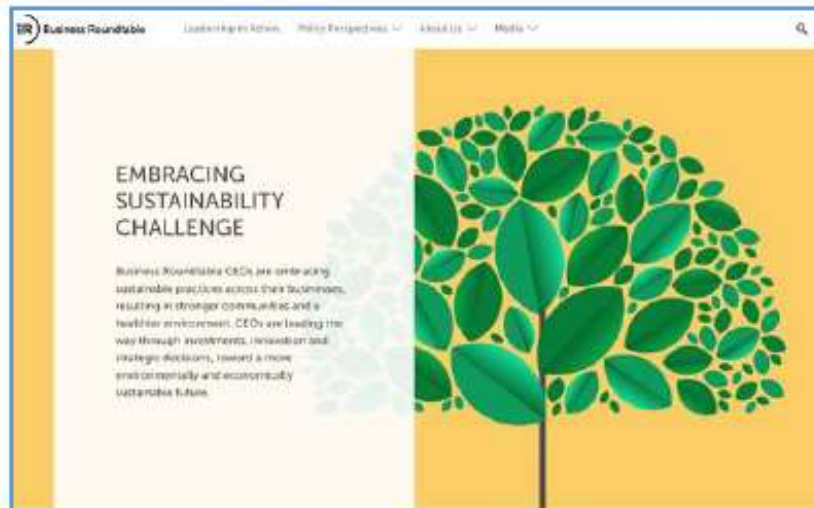 BR Business Roundtable Leadership in Action Policy Perspectives About Us Media
EMBRACING
SUSTAINABILITY
CHALLENGE
Business Roundtable CEOs are embracing
sustainable practices across their businesses,
resulting in stronger communities and a
healthier environment. CEOs are leading the
way through investments, innovation and
strategic decisions, toward a more
environmentally and economically
sustainable future.